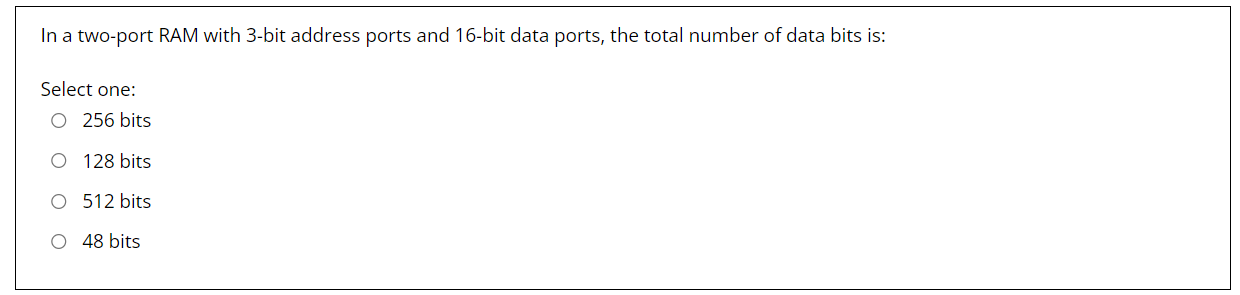 In a two-port RAM with 3-bit address ports and 16-bit data ports, the total number of data bits is:
Select one:
256 bits
128 bits
512 bits
48 bits